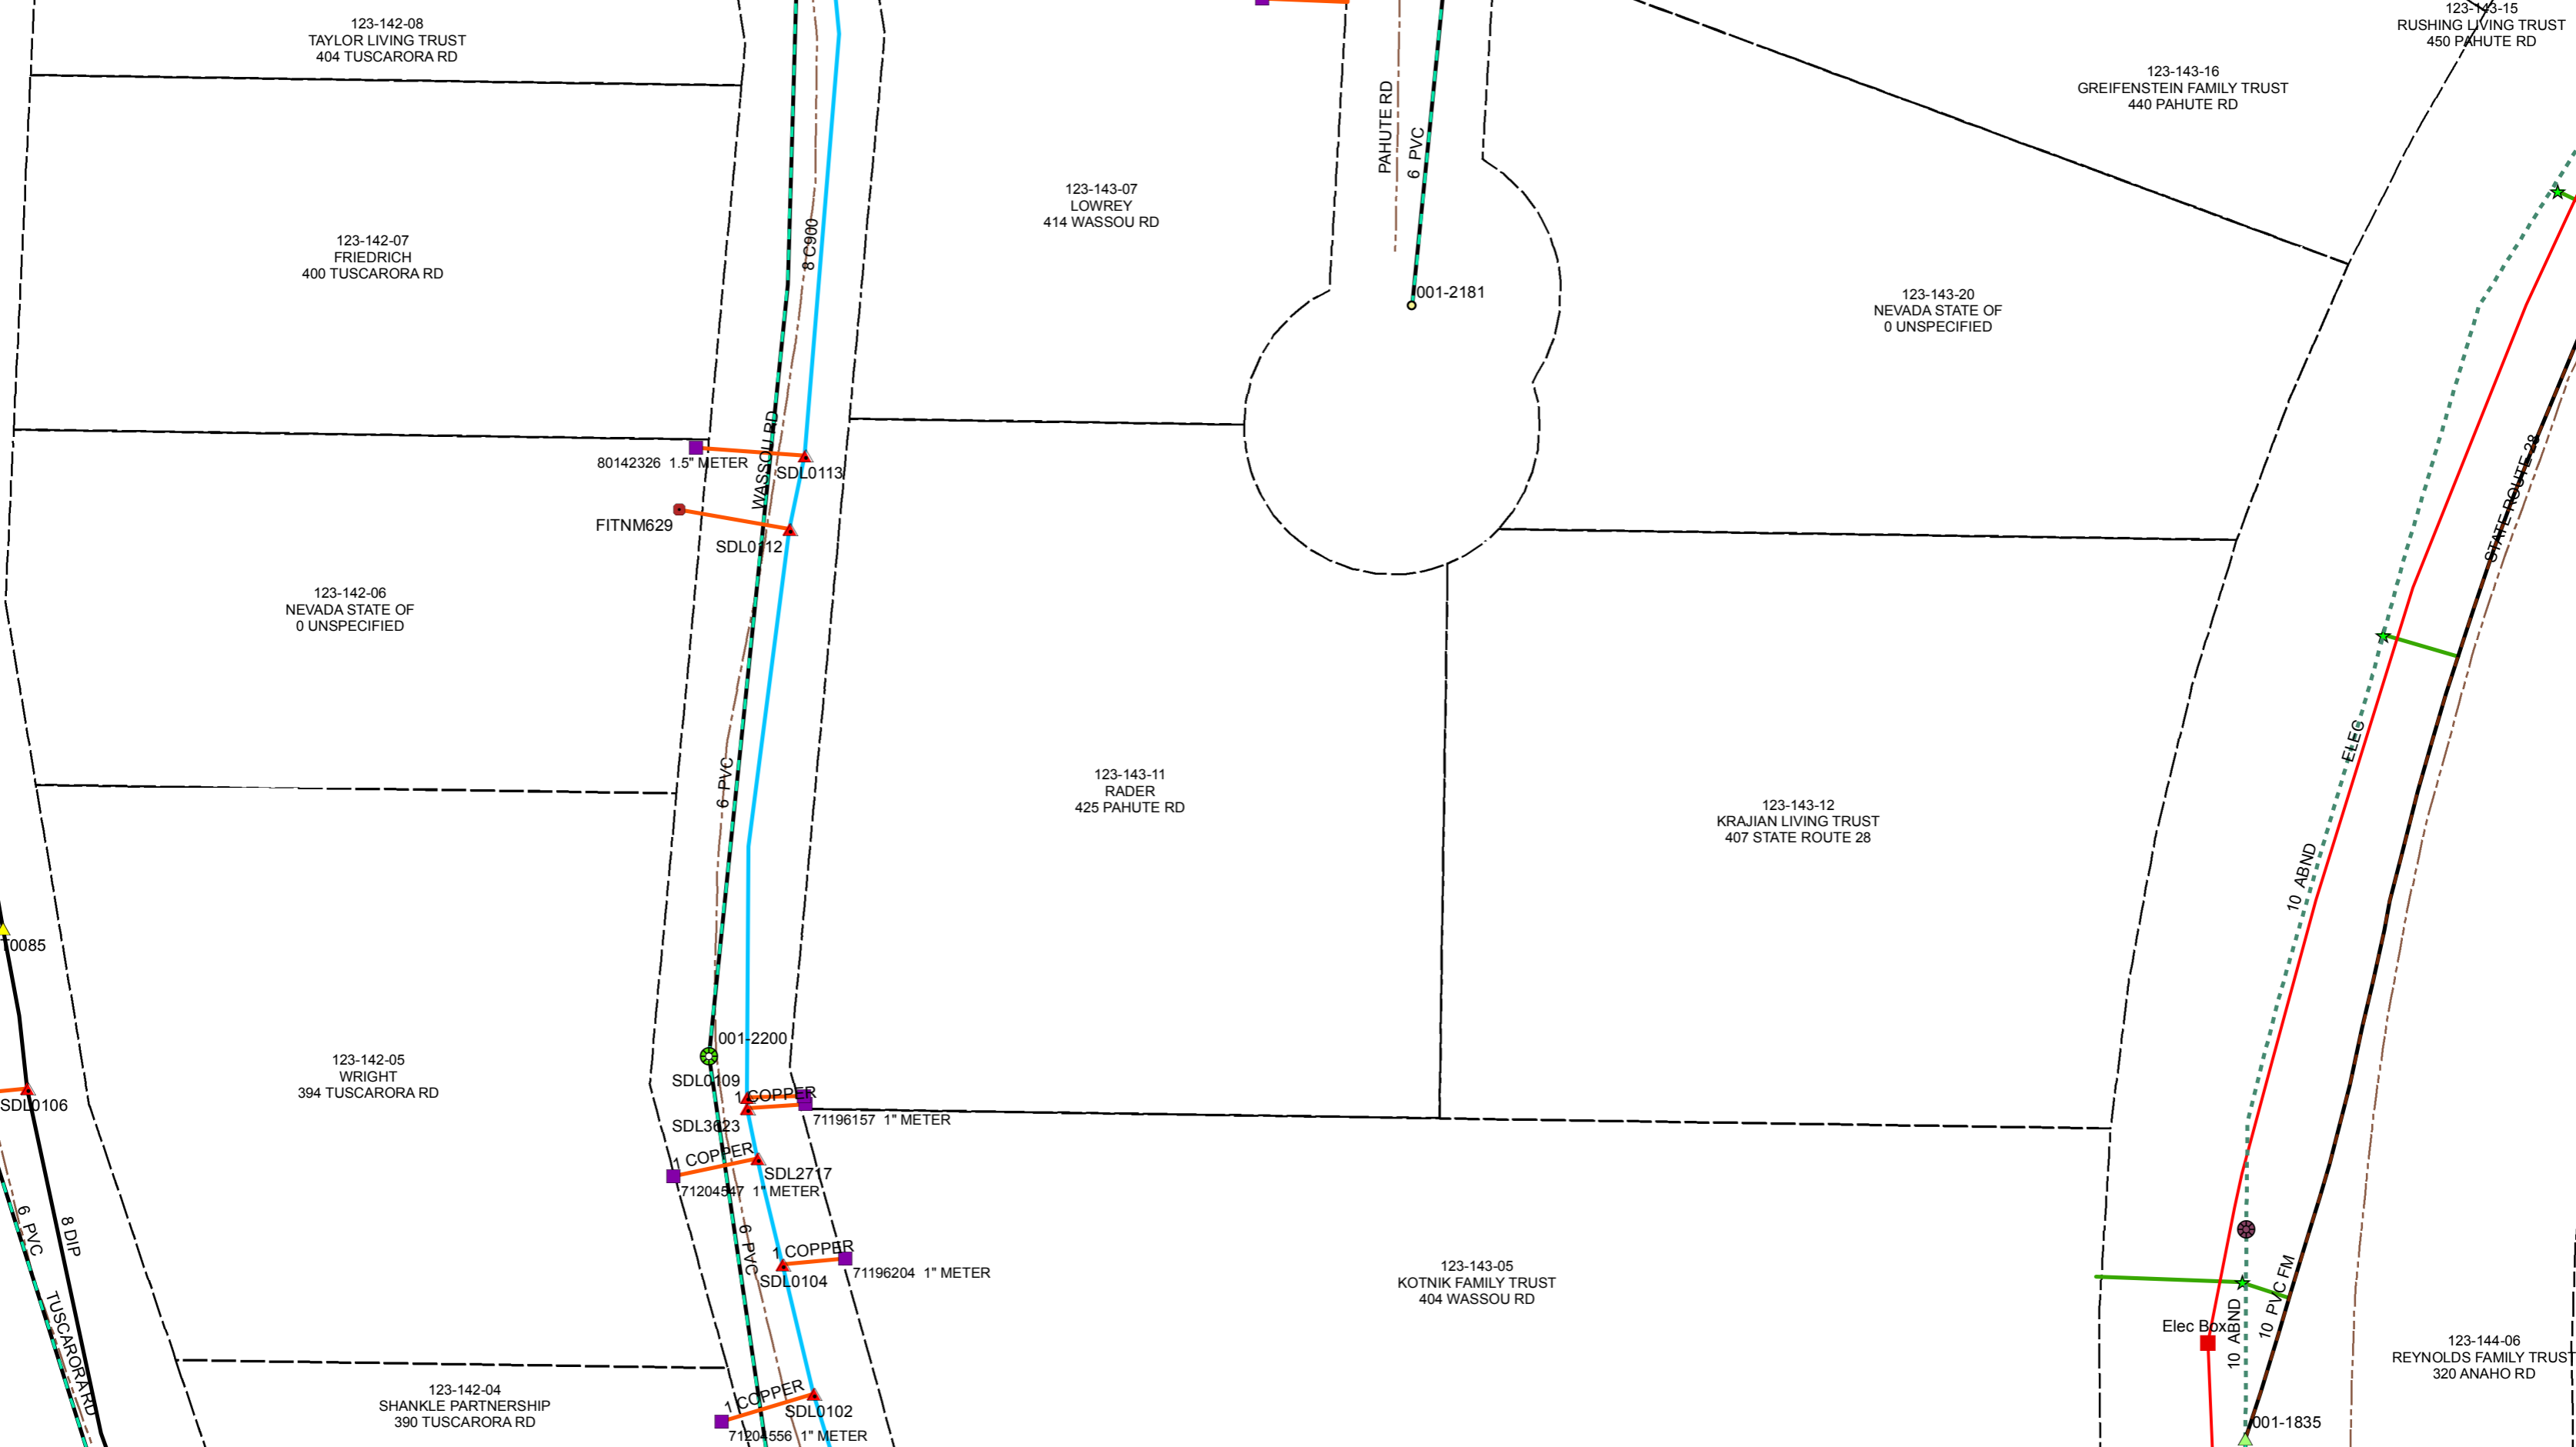 123-142-08
TAYLOR LIVING TRUST
404 TUSCARORA RD
123-143-15
RUSHING LIVING TRUST
450 PAHUTE RD
123-143-16
GREIFENSTEIN FAMILY TRUST
440 PAHUTE RD
PAHUTE RD
6 PVC
123-143-07
LOWREY
414 WASSOU RD
123-142-07
FRIEDRICH
400 TUSCARORA RD
8 C900
001-2181
123-143-20
NEVADA STATE OF
0 UNSPECIFIED
WASSOU RD
80142326 1.5" METER
SDL0113
FITNM629
SDL0112
STATE ROUTE 28
123-142-06
NEVADA STATE OF
0 UNSPECIFIED
6 PVC
123-143-11
RADER
425 PAHUTE RD
123-143-12
KRAJIAN LIVING TRUST
407 STATE ROUTE 28
ELEC
10 ABND
T0085
001-2200
123-142-05
WRIGHT
394 TUSCARORA RD
SDL0109
1 COPPER
SDL0106
SDL3623
71196157 1" METER
1 COPPER
SDL2717
71204547 1" METER
6 PVC
8 DIP
6 PVC
1 COPPER
SDL0104
71196204 1" METER
123-143-05
KOTNIK FAMILY TRUST
404 WASSOU RD
10 PVC FM
Elec Box
10 ABND
TUSCARORA RD
123-144-06
REYNOLDS FAMILY TRUST
320 ANAHO RD
123-142-04
SHANKLE PARTNERSHIP
390 TUSCARORA RD
1 COPPER
SDL0102
71204556 1" METER
001-1835